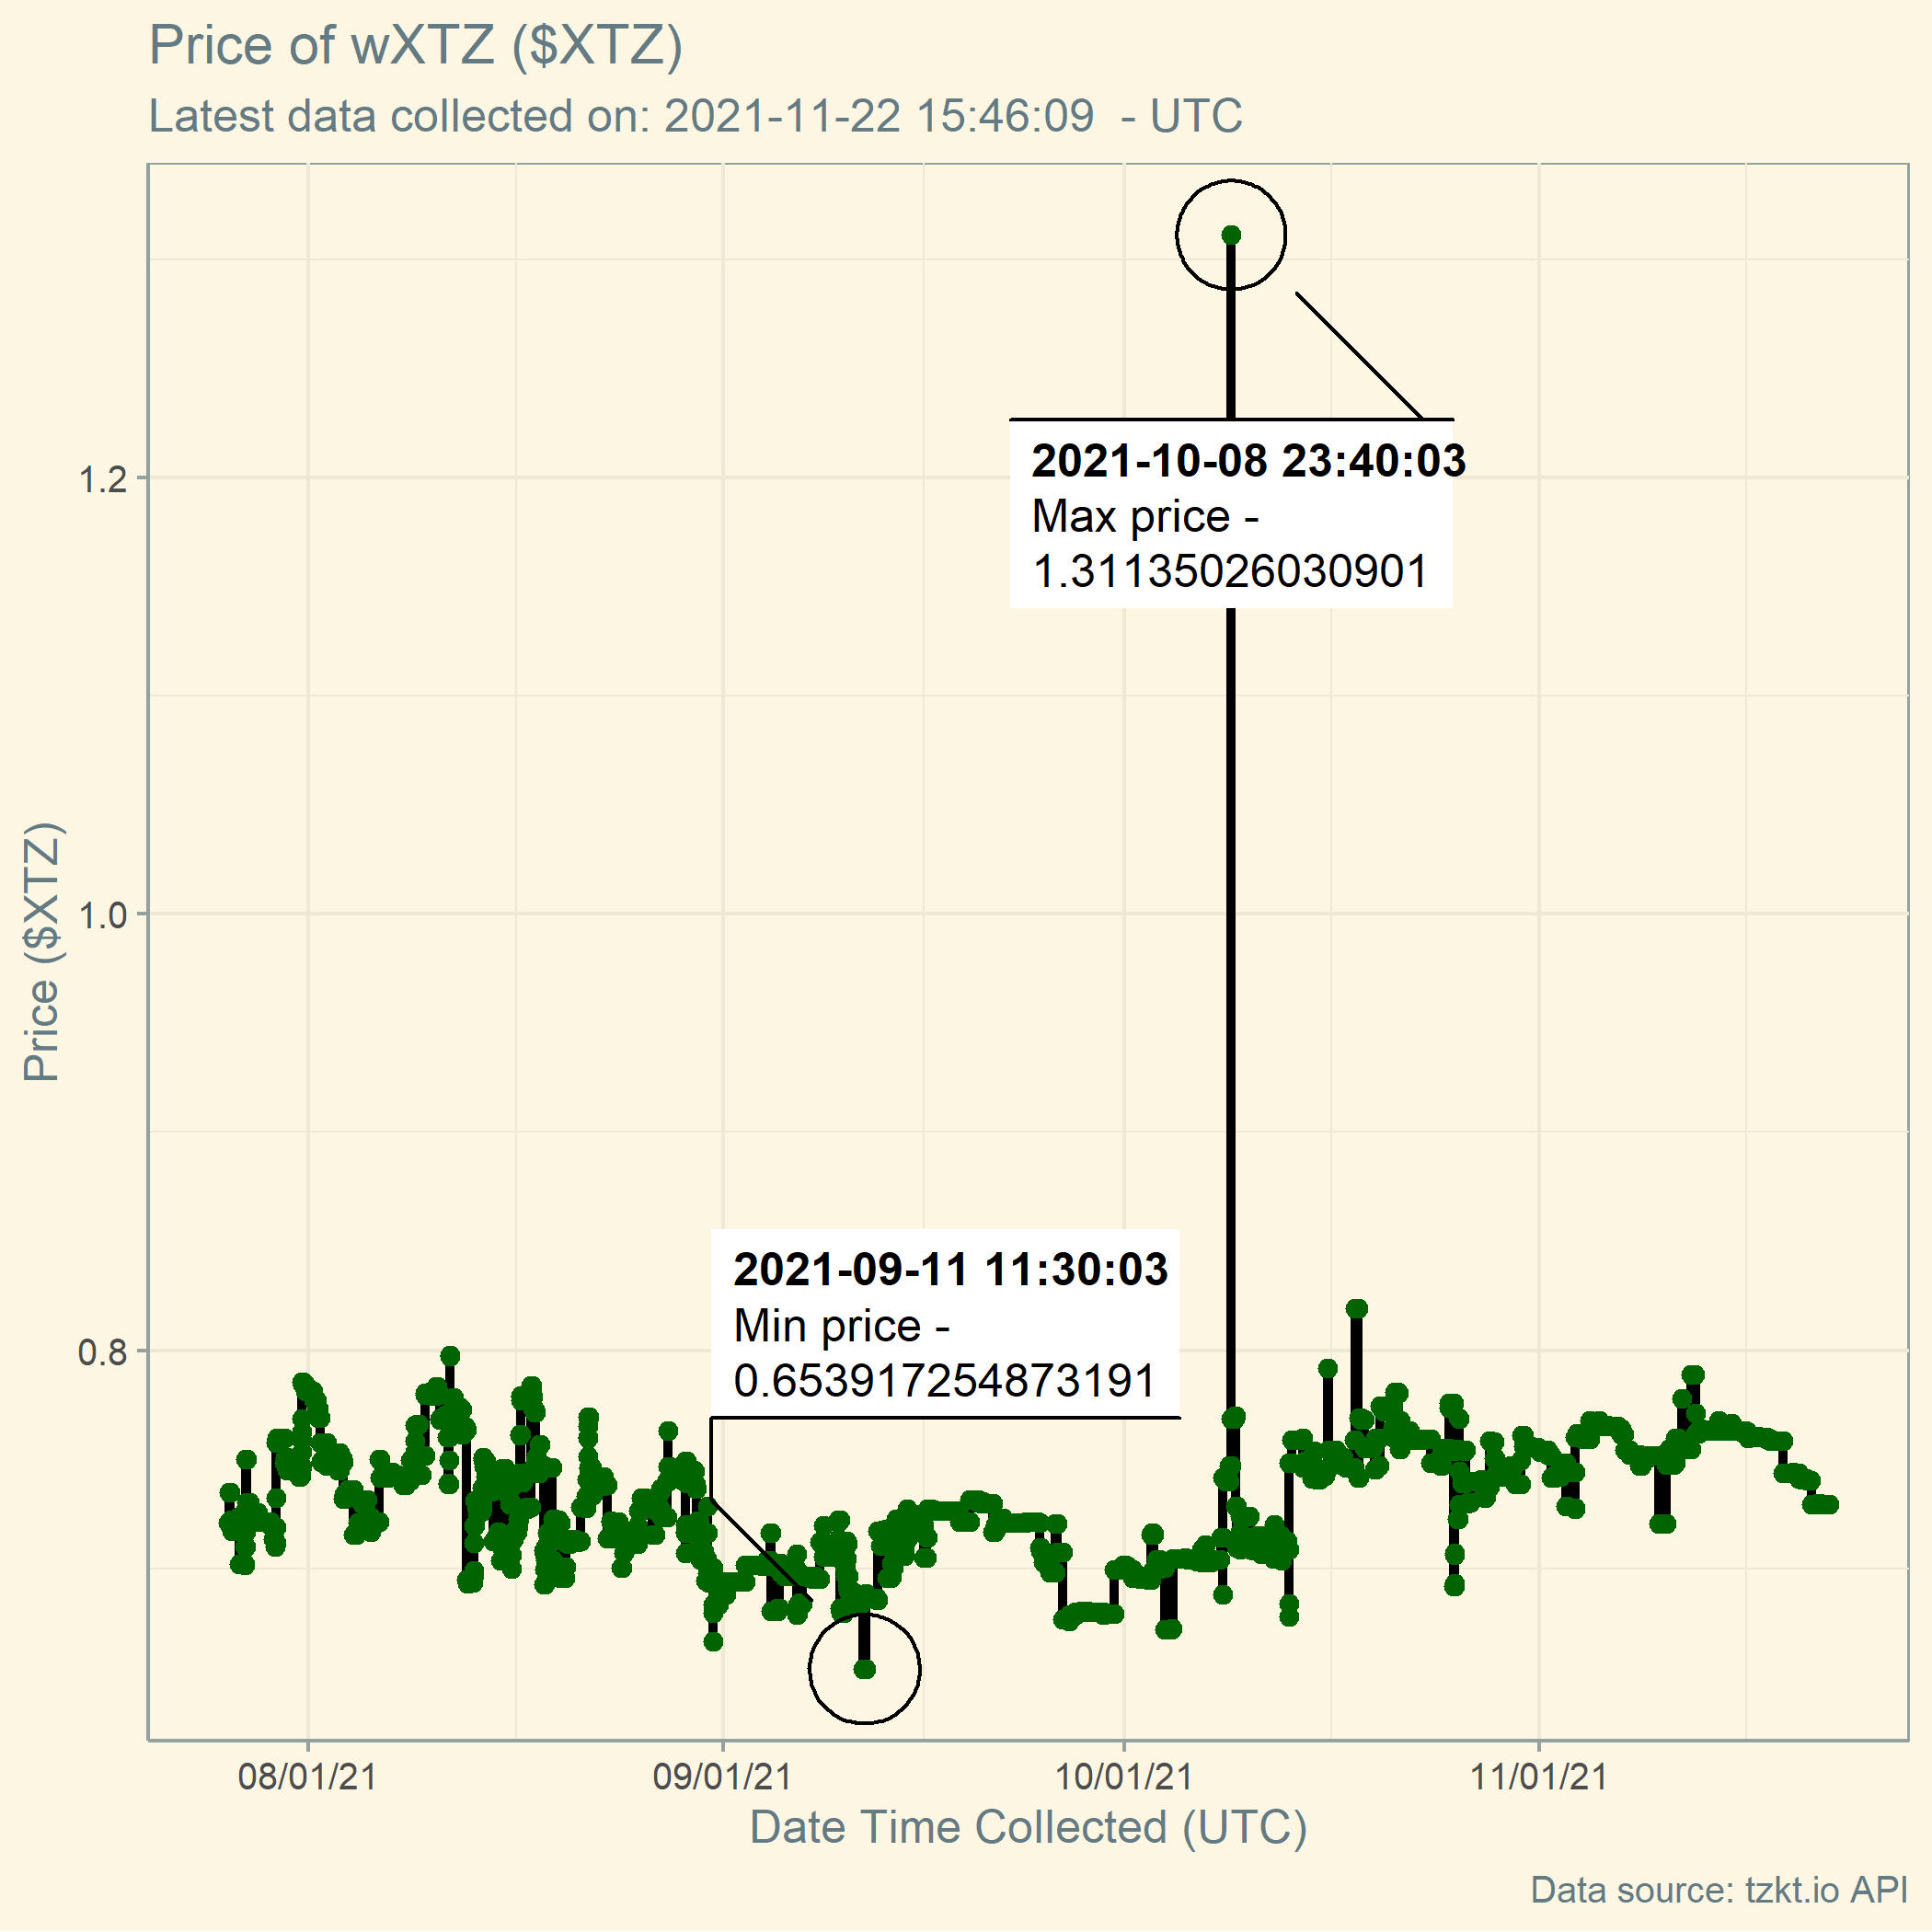 Price of wXTZ ($XTZ)
Latest data collected on: 2021-11-22 15:46:09  - UTC
2021-10-08 23:40:03
Max price -
1.31135026030901
1.2
1.0
Price ($XTZ)
2021-09-11 11:30:03
Min price -
0.653917254873191
0.8
08/01/21
09/01/21
10/01/21
11/01/21
Date Time Collected (UTC)
Data source: tzkt.io API